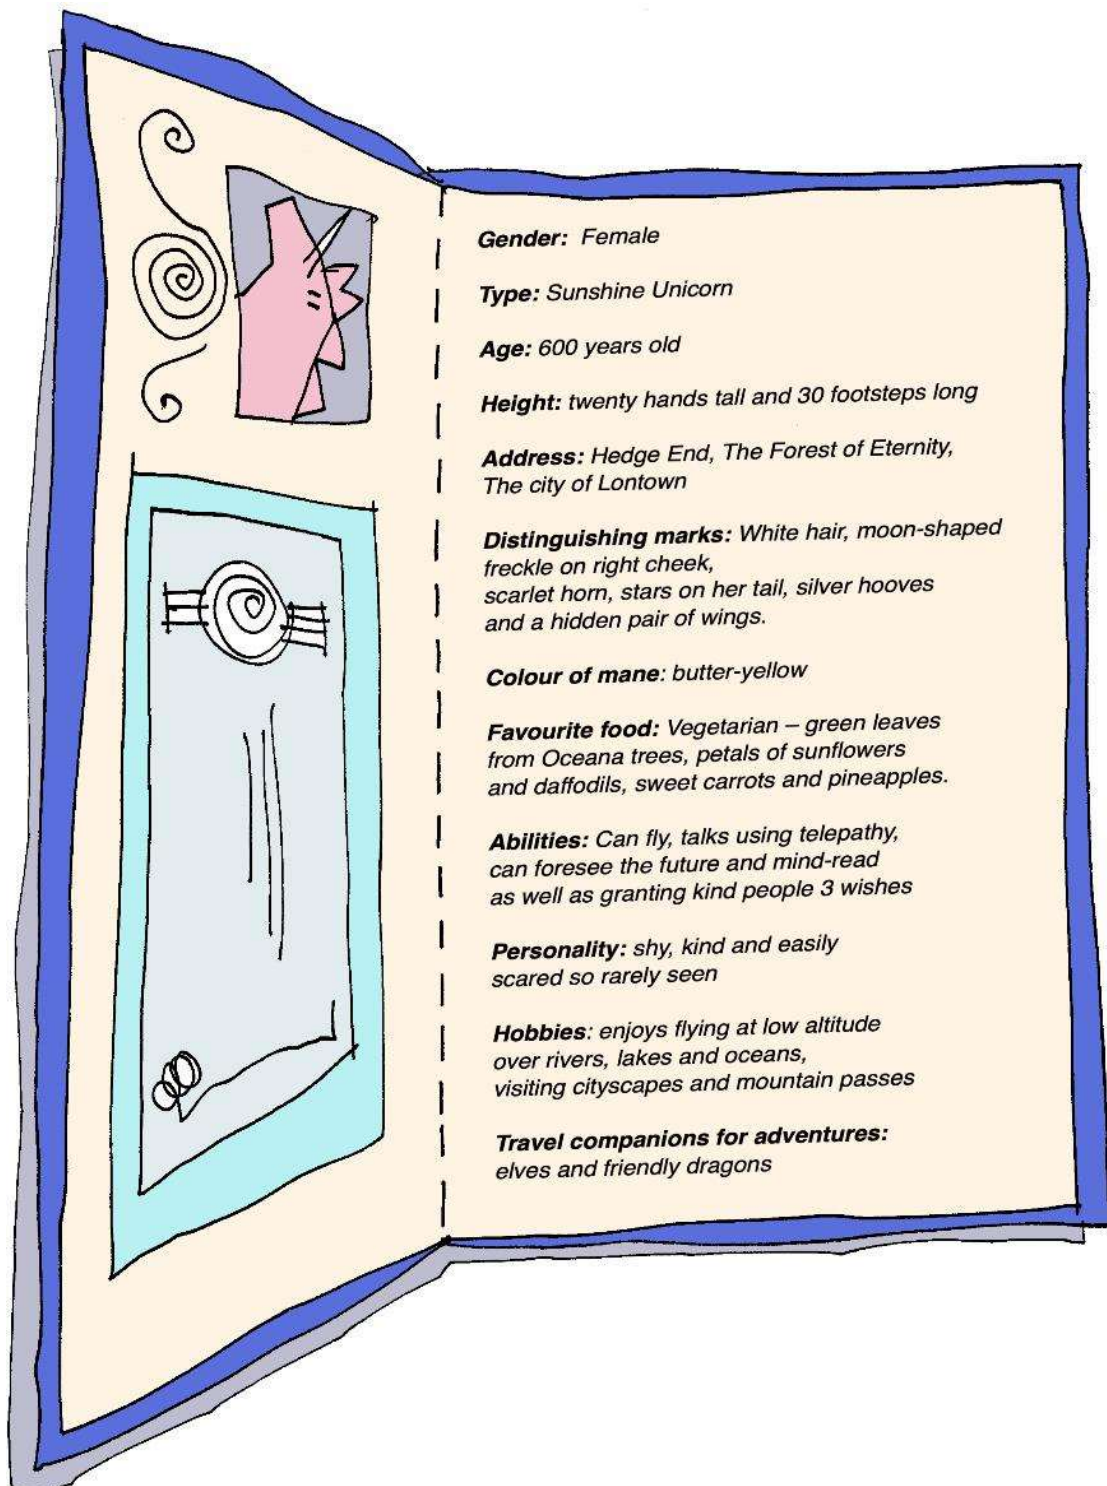 Gender: Female
Type: Sunshine Unicorn
Age: 600 years old
Height: twenty hands tall and 30 footsteps long
Address: Hedge End, The Forest of Eternity,
The city of Lontown
Distinguishing marks: White hair, moon-shaped
freckle on right cheek,
scarlet horn, stars on her tail, silver hooves
and a hidden pair of wings.
Colour of mane: butter-yellow
Favourite food: Vegetarian – green leaves
from Oceana trees, petals of sunflowers
and daffodils, sweet carrots and pineapples.
Abilities: Can fly, talks using telepathy,
can foresee the future and mind-read
as well as granting kind people 3 wishes
Personality: shy, kind and easily
scared so rarely seen
Hobbies: enjoys flying at low altitude
over rivers, lakes and oceans,
visiting cityscapes and mountain passes
Travel companions for adventures:
elves and friendly dragons